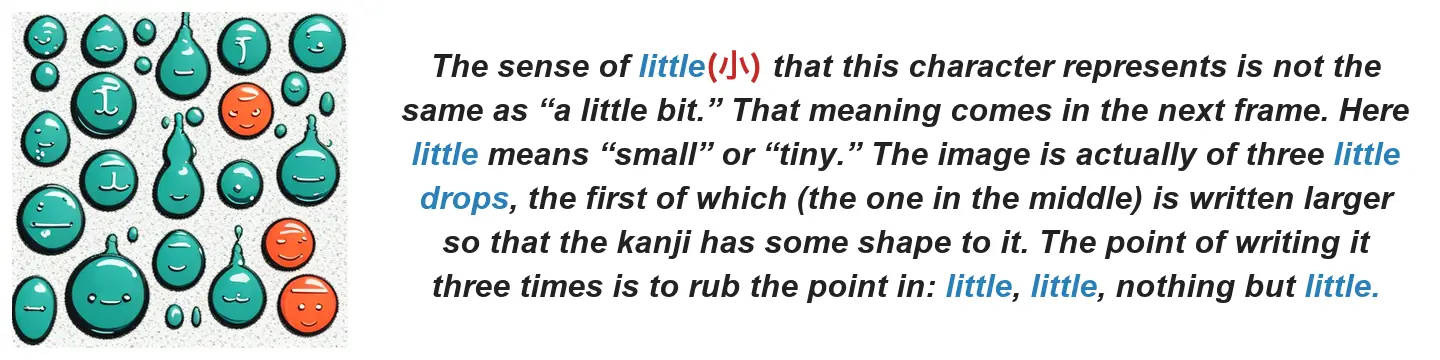 The sense of little(小) that this character represents is not the
same as “a little bit.” That meaning comes in the next frame. Here
little means “small” or “tiny.” The image is actually of three little
drops, the first of which (the one in the middle) is written larger
so that the kanji has some shape to it. The point of writing it
three times is to rub the point in: little, little, nothing but little.